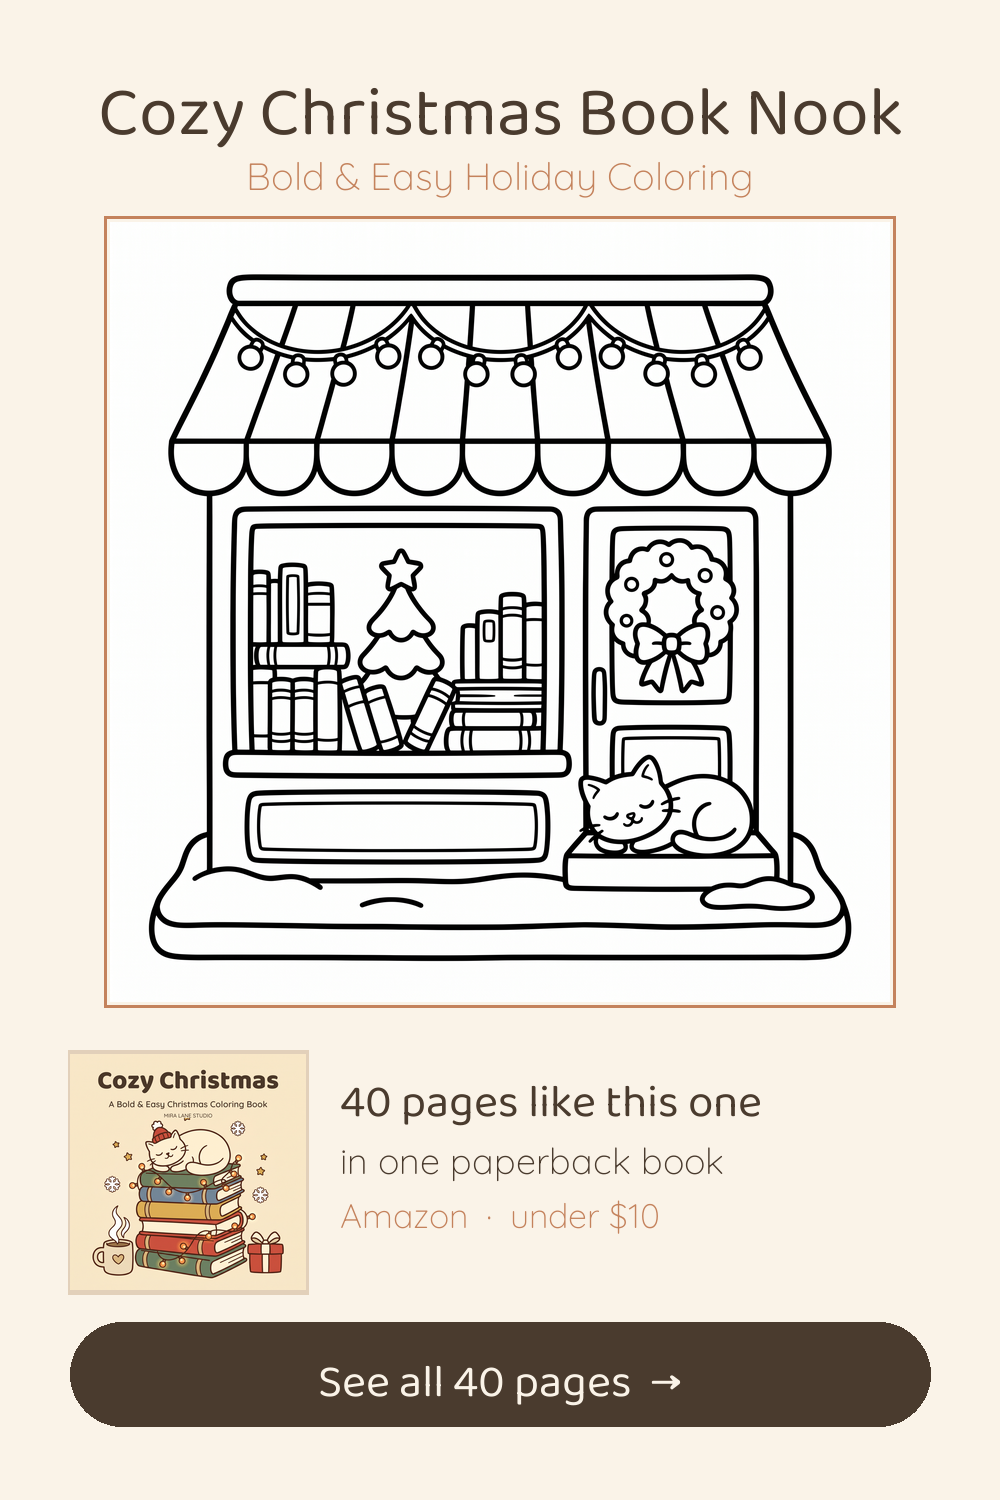 Cozy Christmas Book Nook
Bold & Easy Holiday Coloring
Cozy Christmas
A Bold & Easy Christmas Coloring Book
MIRA LANE STUDIO
40 pages like this one
in one paperback book
Amazon · under $10
See all 40 pages →